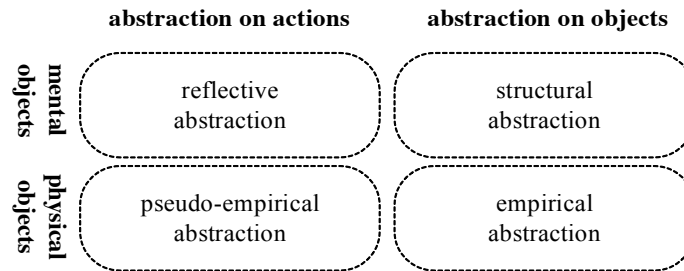 abstraction on actions
abstraction on objects
mental
objects
reflective
abstraction
structural
abstraction
physical
objects
pseudo-empirical
abstraction
empirical
abstraction